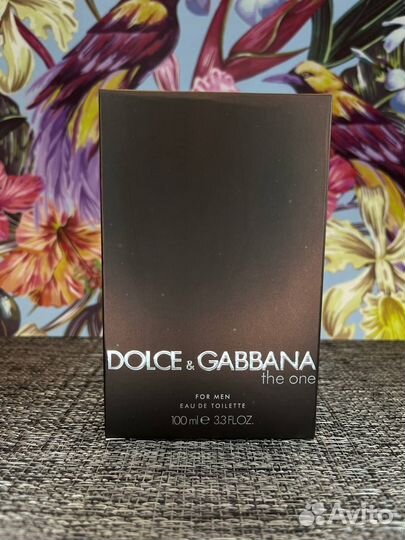 DOLCE & GABBANA
the one
FOR MEN
EAU DE TOILETTE
100 ml ℮ 3.3 FL.OZ.
Avito